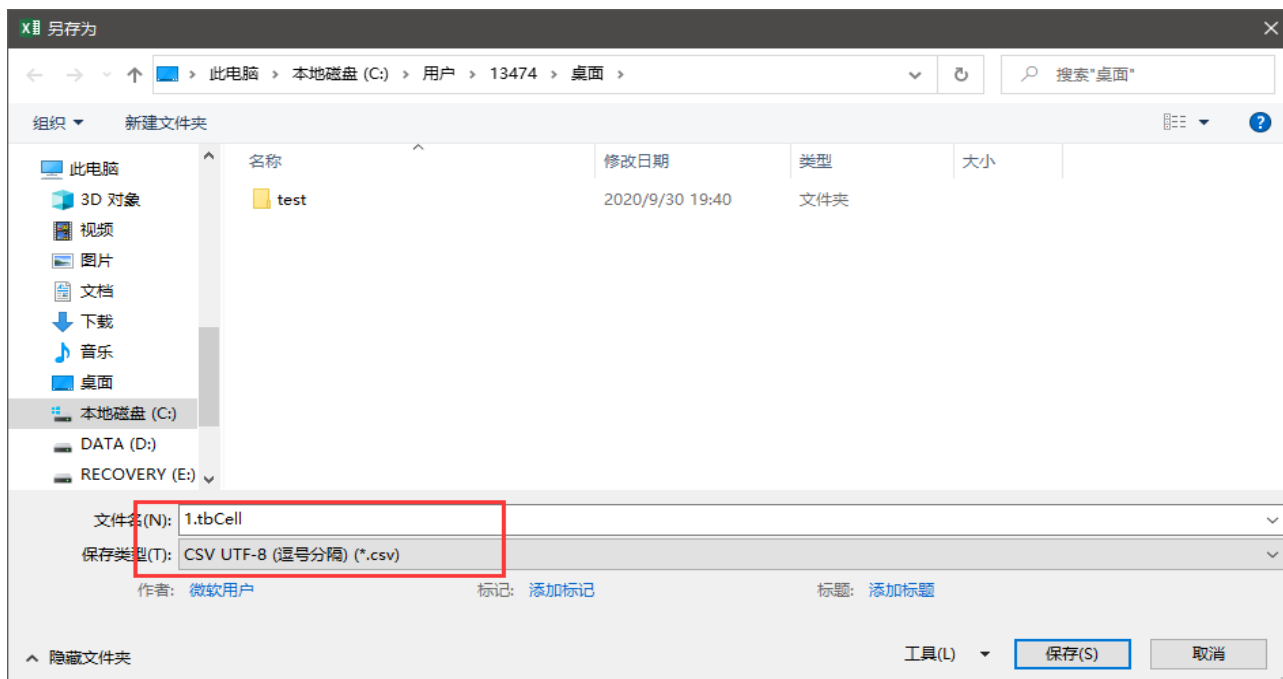 另存为
此电脑 › 本地磁盘 (C:) › 用户 › 13474 › 桌面 ›
搜索"桌面"
组织 新建文件夹
名称 修改日期 类型 大小
此电脑
3D 对象
test 2020/9/30 19:40 文件夹
视频
图片
文档
下载
音乐
桌面
本地磁盘 (C:)
DATA (D:)
RECOVERY (E:)
文件名(N): 1.tbCell
保存类型(T): CSV UTF-8 (逗号分隔) (*.csv)
作者: 微软用户 标记: 添加标记 标题: 添加标题
隐藏文件夹 工具(L) 保存(S) 取消